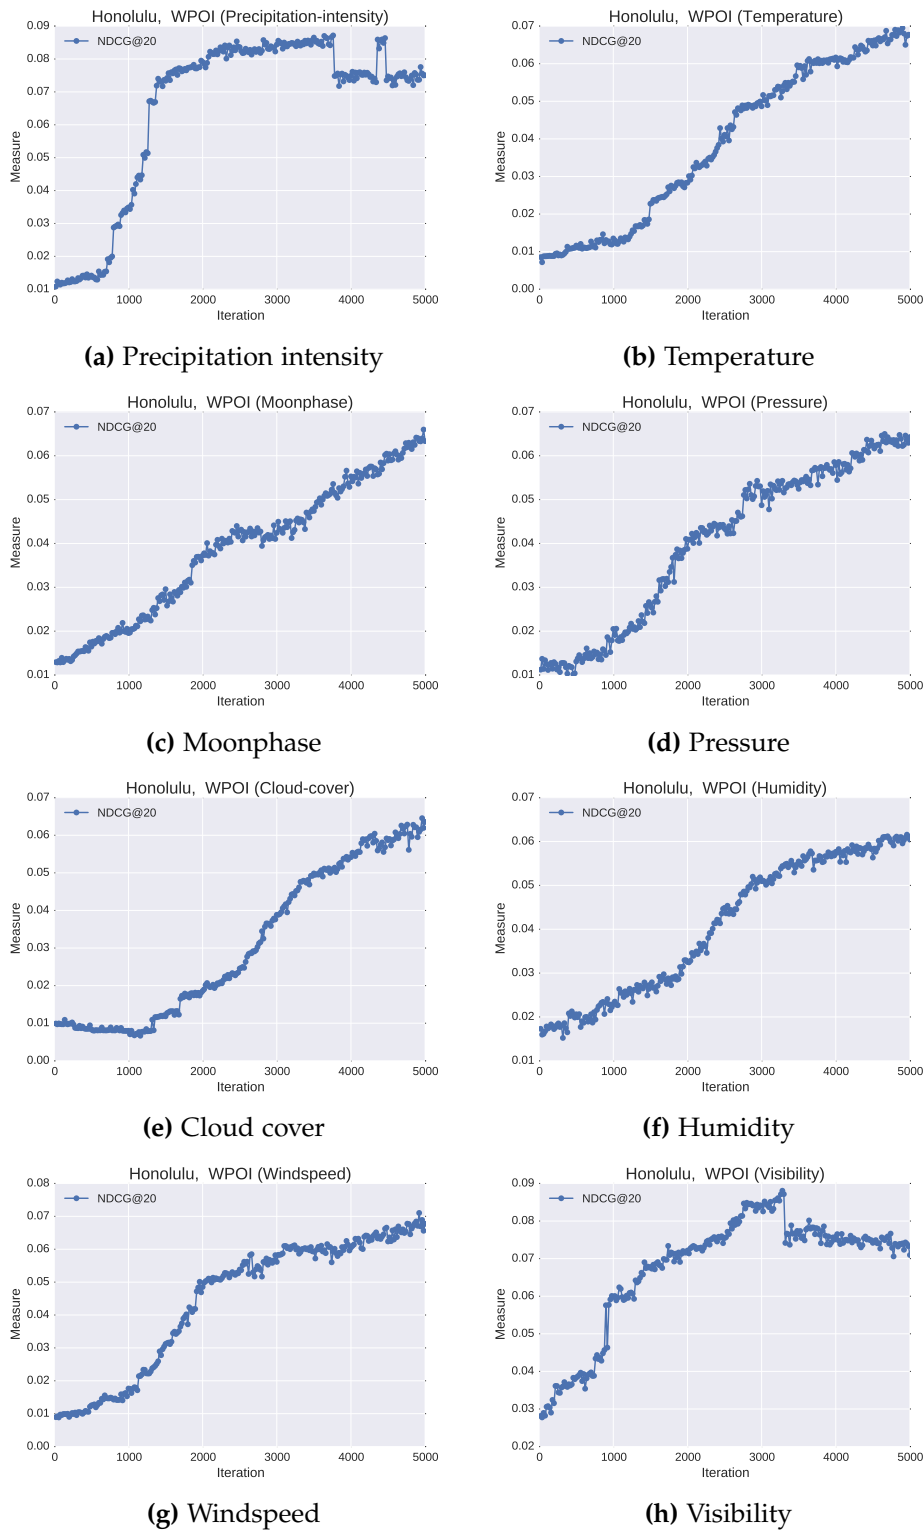 Honolulu, WPOI (Precipitation-intensity)
NDCG@20
Measure
0.09
0.08
0.07
0.06
0.05
0.04
0.03
0.02
0.01
0 1000 2000 3000 4000 5000
Iteration
(a) Precipitation intensity
Honolulu, WPOI (Temperature)
NDCG@20
Measure
0.07
0.06
0.05
0.04
0.03
0.02
0.01
0.00
0 1000 2000 3000 4000 5000
Iteration
(b) Temperature
Honolulu, WPOI (Moonphase)
NDCG@20
Measure
0.07
0.06
0.05
0.04
0.03
0.02
0.01
0 1000 2000 3000 4000 5000
Iteration
(c) Moonphase
Honolulu, WPOI (Pressure)
NDCG@20
Measure
0.07
0.06
0.05
0.04
0.03
0.02
0.01
0 1000 2000 3000 4000 5000
Iteration
(d) Pressure
Honolulu, WPOI (Cloud-cover)
NDCG@20
Measure
0.07
0.06
0.05
0.04
0.03
0.02
0.01
0.00
0 1000 2000 3000 4000 5000
Iteration
(e) Cloud cover
Honolulu, WPOI (Humidity)
NDCG@20
Measure
0.07
0.06
0.05
0.04
0.03
0.02
0.01
0 1000 2000 3000 4000 5000
Iteration
(f) Humidity
Honolulu, WPOI (Windspeed)
NDCG@20
Measure
0.08
0.07
0.06
0.05
0.04
0.03
0.02
0.01
0.00
0 1000 2000 3000 4000 5000
Iteration
(g) Windspeed
Honolulu, WPOI (Visibility)
NDCG@20
Measure
0.09
0.08
0.07
0.06
0.05
0.04
0.03
0.02
0 1000 2000 3000 4000 5000
Iteration
(h) Visibility